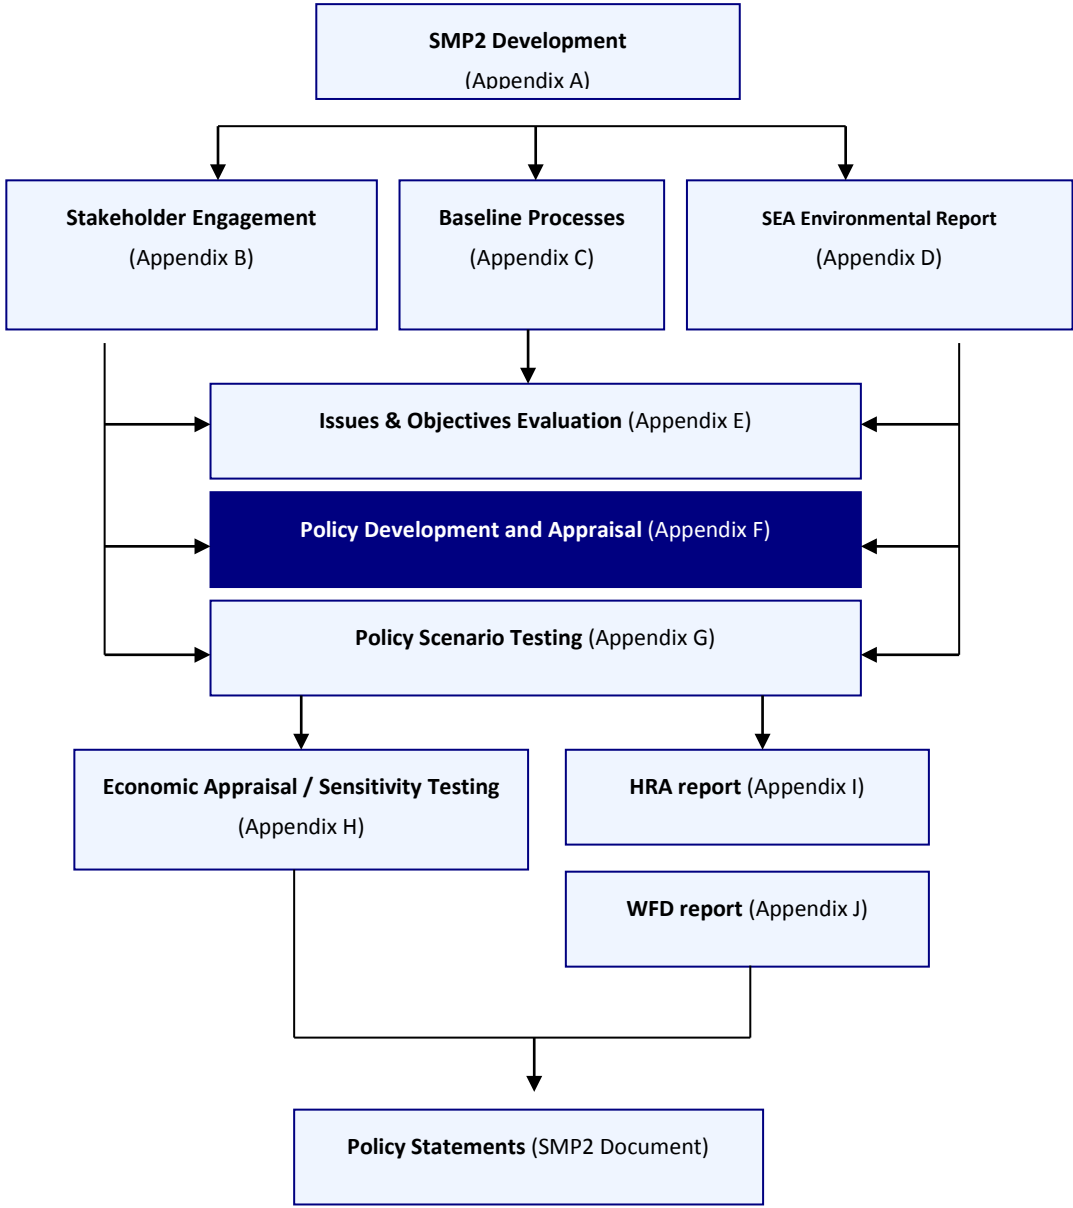 SMP2 Development
(Appendix A)
Stakeholder Engagement
(Appendix B)
Baseline Processes
(Appendix C)
SEA Environmental Report
(Appendix D)
Issues & Objectives Evaluation (Appendix E)
Policy Development and Appraisal (Appendix F)
Policy Scenario Testing (Appendix G)
Economic Appraisal / Sensitivity Testing
(Appendix H)
HRA report (Appendix I)
WFD report (Appendix J)
Policy Statements (SMP2 Document)